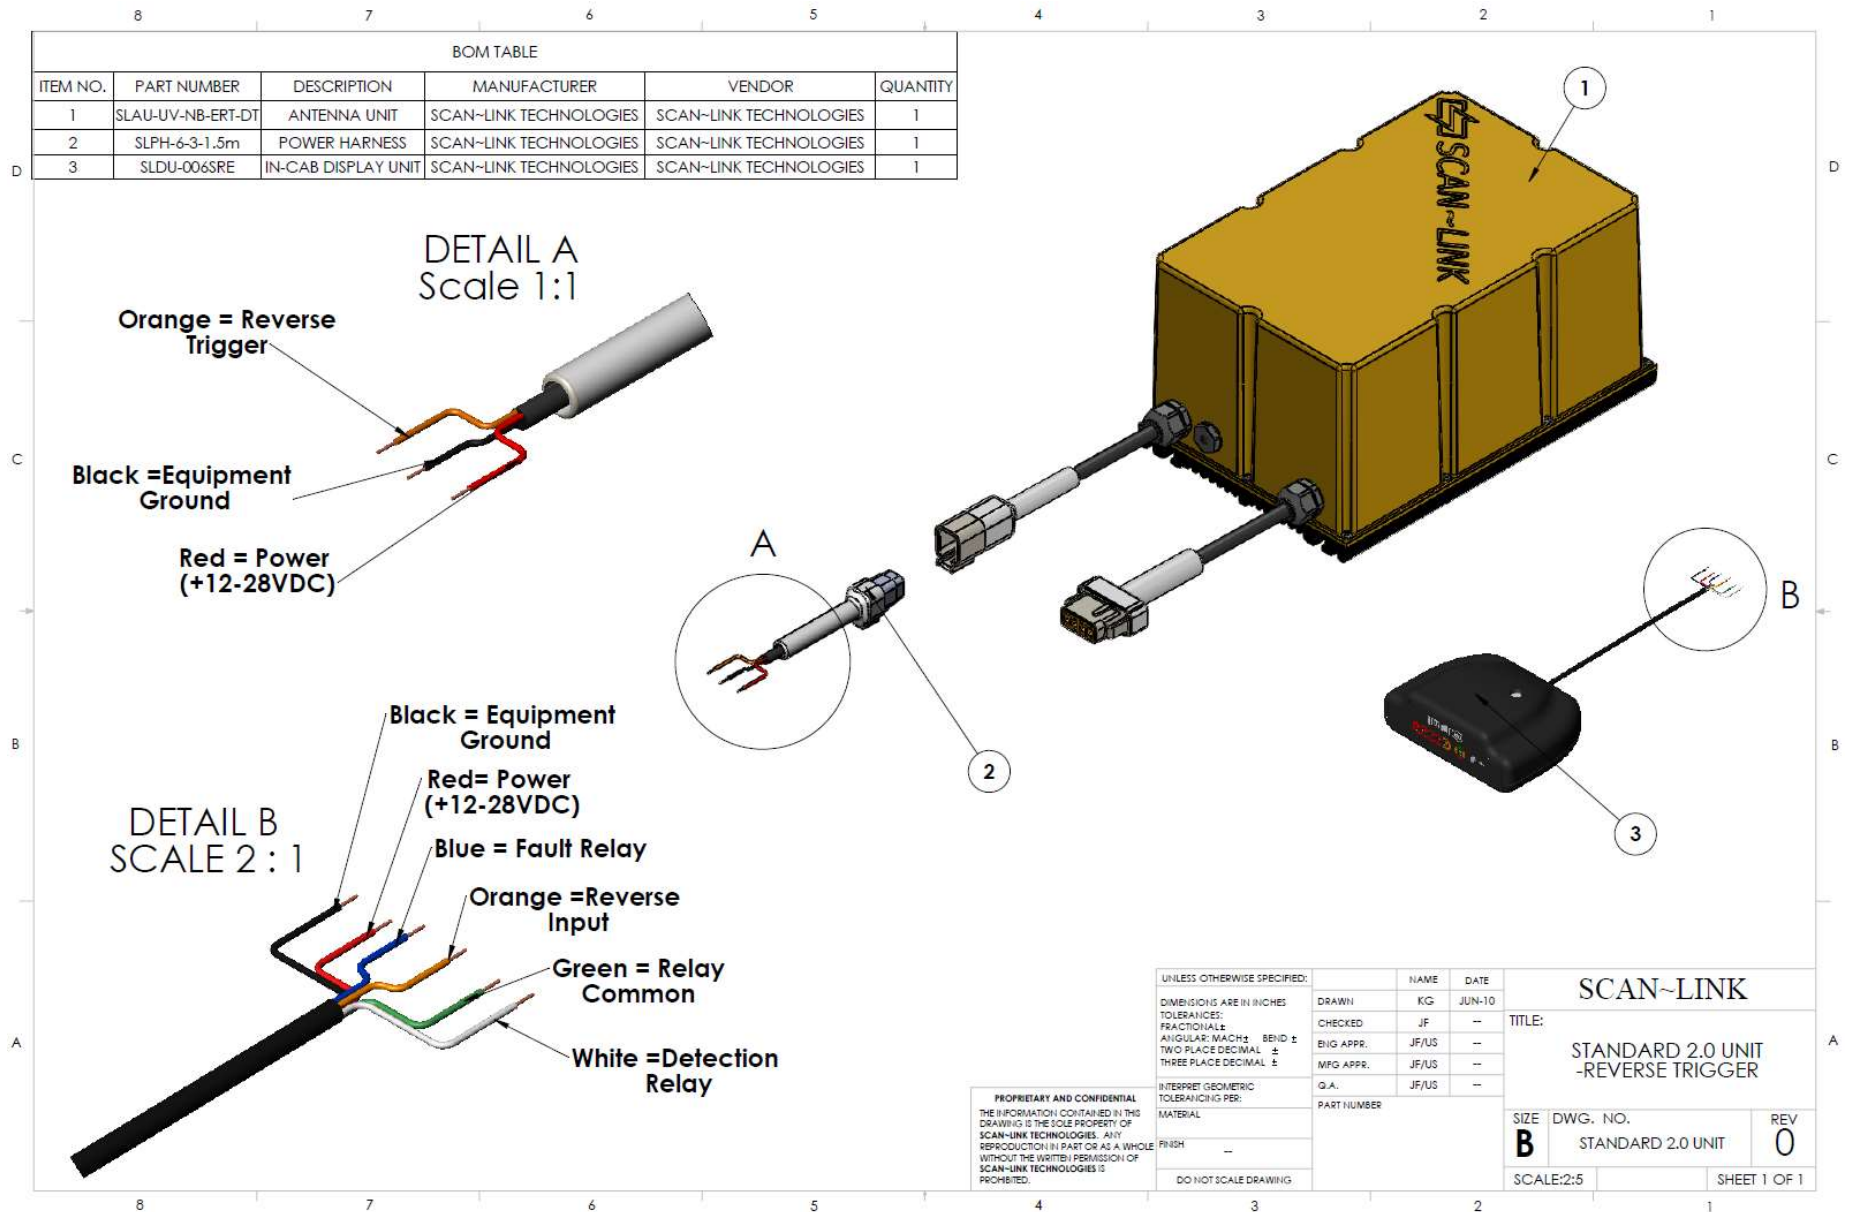 8 7 6 5 4 3 2 1
BOM TABLE
ITEM NO. PART NUMBER DESCRIPTION MANUFACTURER VENDOR QUANTITY
1 SLAU-UV-NB-ERT-DT ANTENNA UNIT SCAN~LINK TECHNOLOGIES SCAN~LINK TECHNOLOGIES 1
2 SLPH-6-3-1.5m POWER HARNESS SCAN~LINK TECHNOLOGIES SCAN~LINK TECHNOLOGIES 1
3 SLDU-006SRE IN-CAB DISPLAY UNIT SCAN~LINK TECHNOLOGIES SCAN~LINK TECHNOLOGIES 1
D
D
1
SCAN~LINK
DETAIL A
Scale 1:1
Orange = Reverse
Trigger
Black =Equipment
Ground
Red = Power
(+12-28VDC)
C
C
A
B
2
3
B
B
Black = Equipment
Ground
Red= Power
(+12-28VDC)
Blue = Fault Relay
Orange =Reverse
Input
Green = Relay
Common
White =Detection
Relay
DETAIL B
SCALE 2 : 1
A
A
PROPRIETARY AND CONFIDENTIAL
THE INFORMATION CONTAINED IN THIS
DRAWING IS THE SOLE PROPERTY OF
SCAN~LINK TECHNOLOGIES. ANY
REPRODUCTION IN PART OR AS A WHOLE
WITHOUT THE WRITTEN PERMISSION OF
SCAN~LINK TECHNOLOGIES IS
PROHIBITED.
UNLESS OTHERWISE SPECIFIED:
DIMENSIONS ARE IN INCHES
TOLERANCES:
FRACTIONAL±
ANGULAR: MACH± BEND ±
TWO PLACE DECIMAL ±
THREE PLACE DECIMAL ±
INTERPRET GEOMETRIC
TOLERANCING PER:
MATERIAL
FINISH
--
DO NOT SCALE DRAWING
NAME DATE
DRAWN KG JUN-10
CHECKED JF --
ENG APPR. JF/US --
MFG APPR. JF/US --
Q.A. JF/US --
PART NUMBER
SCAN~LINK
TITLE:
STANDARD 2.0 UNIT
-REVERSE TRIGGER
SIZE DWG. NO. REV
B STANDARD 2.0 UNIT 0
SCALE:2:5 SHEET 1 OF 1
8 7 6 5 4 3 2 1